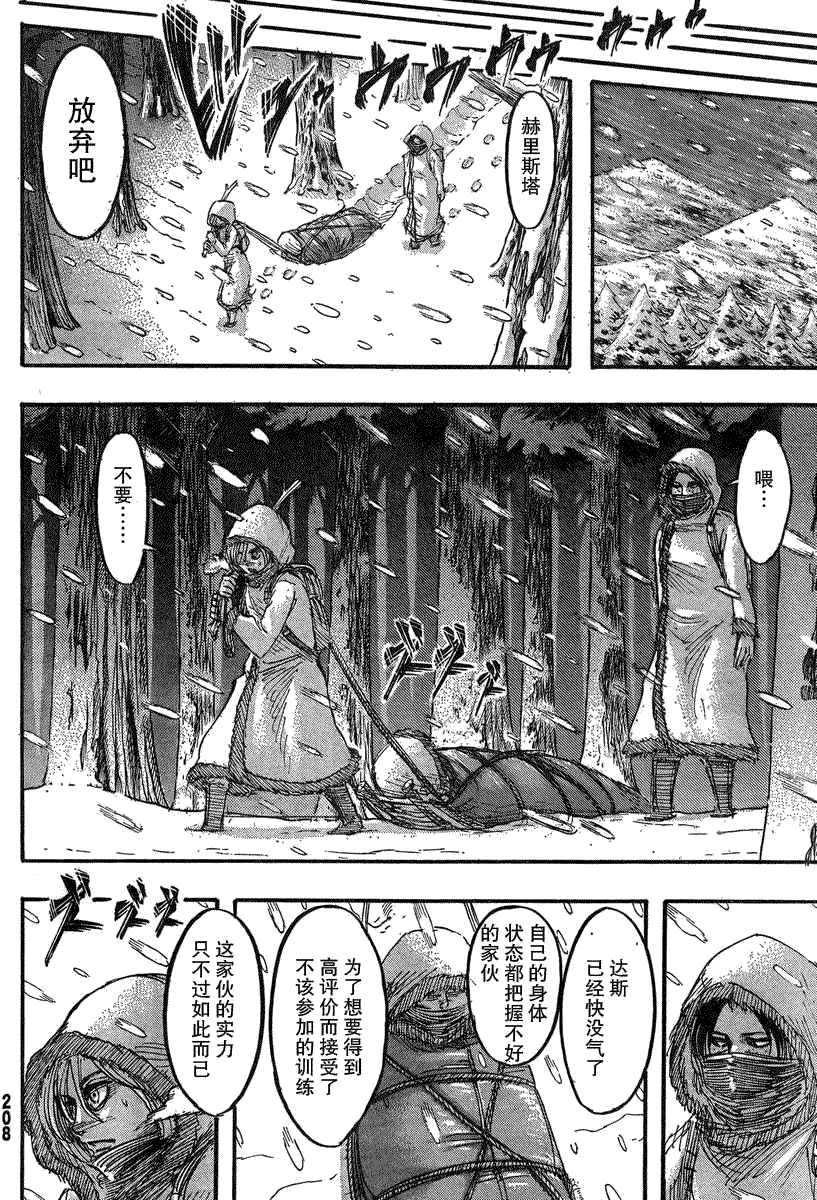 赫里斯塔
放弃吧
喂…
不要……
达斯
已经快没气了
自己的身体
状态都把握不好
的家伙
为了想要得到
高评价而接受了
不该参加的训练
这家伙的实力
只不过如此而已
208